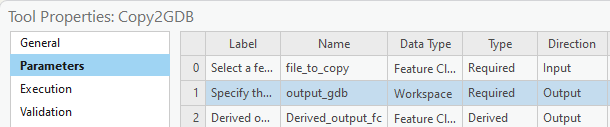 Tool Properties: Copy2GDB
General
Parameters
Execution
Validation
Label Name Data Type Type Direction
0 Select a fe... file_to_copy Feature Cl... Required Input
1 Specify th... output_gdb Workspace Required Output
2 Derived o... Derived_output_fc Feature Cl... Derived Output